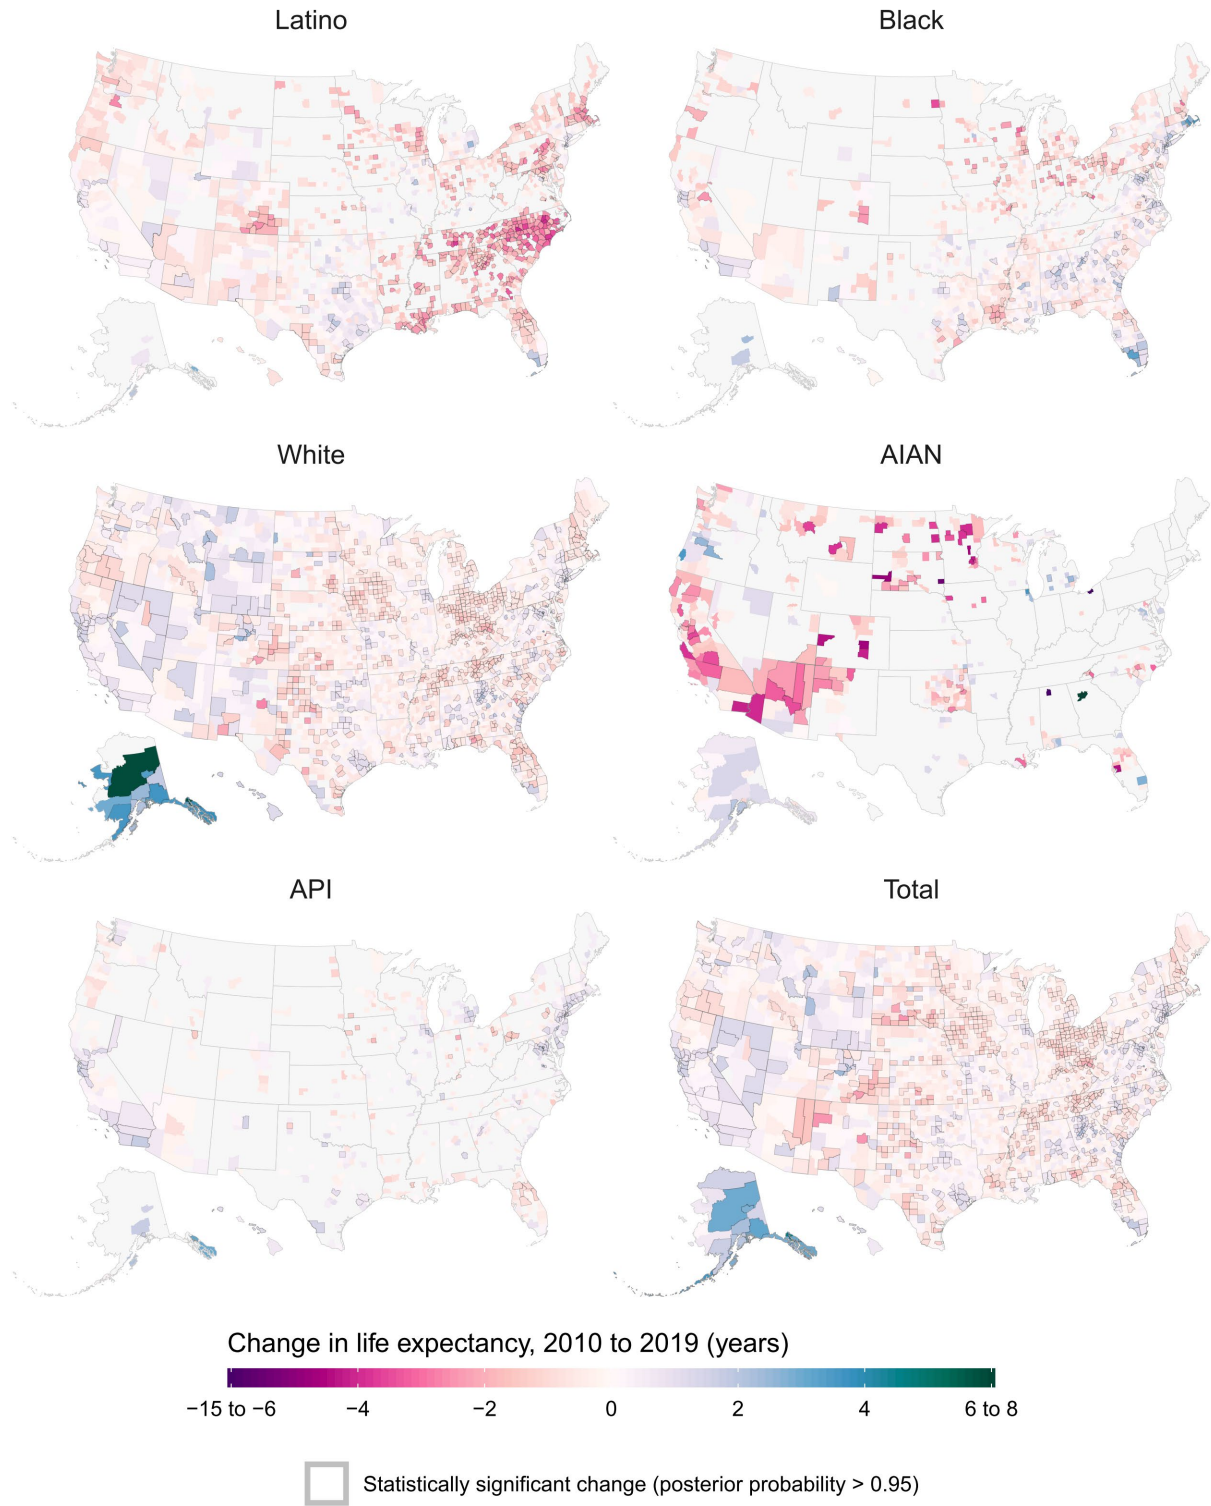 Latino
Black
White
AIAN
API
Total
Change in life expectancy, 2010 to 2019 (years)
−15 to −6
−4
−2
0
2
4
6 to 8
Statistically significant change (posterior probability > 0.95)